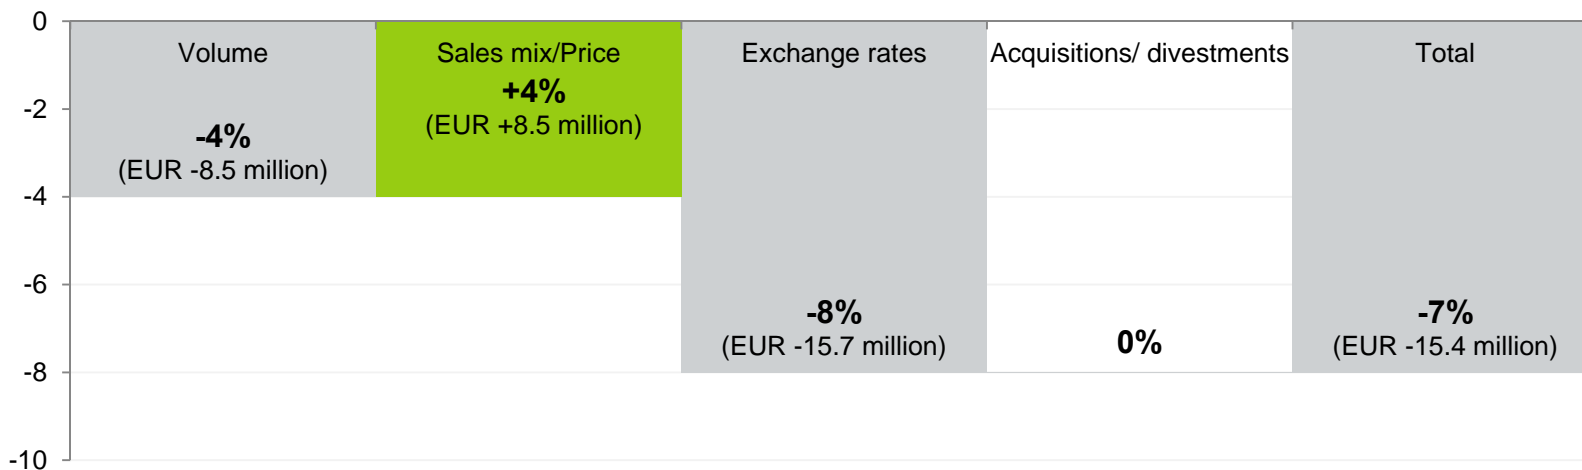 0
-2
-4
-6
-8
-10
Volume
-4%
(EUR -8.5 million)
Sales mix/Price
+4%
(EUR +8.5 million)
Exchange rates
-8%
(EUR -15.7 million)
Acquisitions/ divestments
0%
Total
-7%
(EUR -15.4 million)